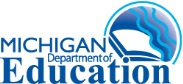 MICHIGAN
Department of
Education